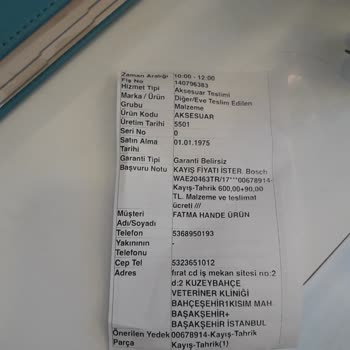 Zaman Aralığı 10:00 - 12:00
Fiş No 140796383
Hizmet Tipi Aksesuar Teslimi
Marka / Ürün Diğer/Eve Teslim Edilen
Grubu Malzeme
Ürün Kodu AKSESUAR
Üretim Tarihi 5501
Seri No 0
Satın Alma 01.01.1975
Tarihi
Garanti Tipi Garanti Belirsiz
Başvuru Notu KAYIŞ FİYATI İSTER. Bosch
WAE20463TR/17***00678914-
Kayış-Tahrik 600,00+90,00
TL. Malzeme ve teslimat
ücreti ///
Müşteri FATMA HANDE ÜRÜN
Adı/Soyadı
Telefon 5368950193
Yakınının -
Telefonu
Cep Tel 5323651012
Adres fırat cd iş mekan sitesi no:2
d:2 KUZEYBAHÇE
VETERİNER KLİNİĞİ
BAHÇEŞEHİR1KISIM MAH
BAŞAKŞEHİR+
BAŞAKŞEHİR İSTANBUL
Önerilen Yedek 00678914-Kayış-Tahrik
Parça Kayış-Tahrik(1)